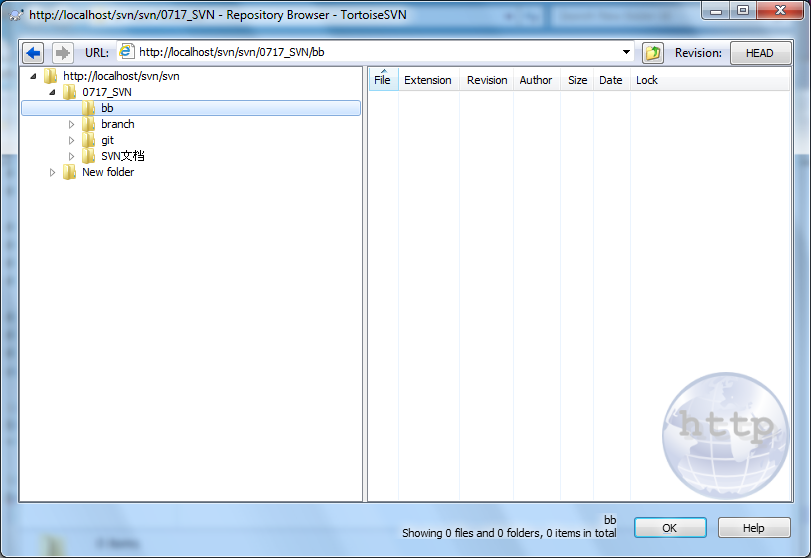 http://localhost/svn/svn/0717_SVN - Repository Browser - TortoiseSVN
URL: http://localhost/svn/svn/0717_SVN/bb Revision: HEAD
http://localhost/svn/svn
0717_SVN
bb
branch
git
SVN文档
New folder
File Extension Revision Author Size Date Lock
http
bb
Showing 0 files and 0 folders, 0 items in total
OK Help